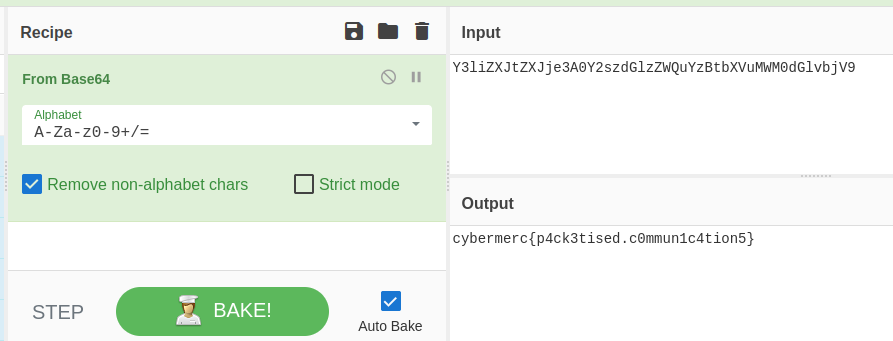 Recipe
From Base64
Alphabet
A-Za-z0-9+/=
Remove non-alphabet chars
Strict mode
STEP
BAKE!
Auto Bake
Input
Y3liZXJtZXJje3A0Y2szdGlzZWQuYzBtbXVuMWM0dGlvbjV9
Output
cybermerc{p4ck3tised.c0mmun1c4tion5}